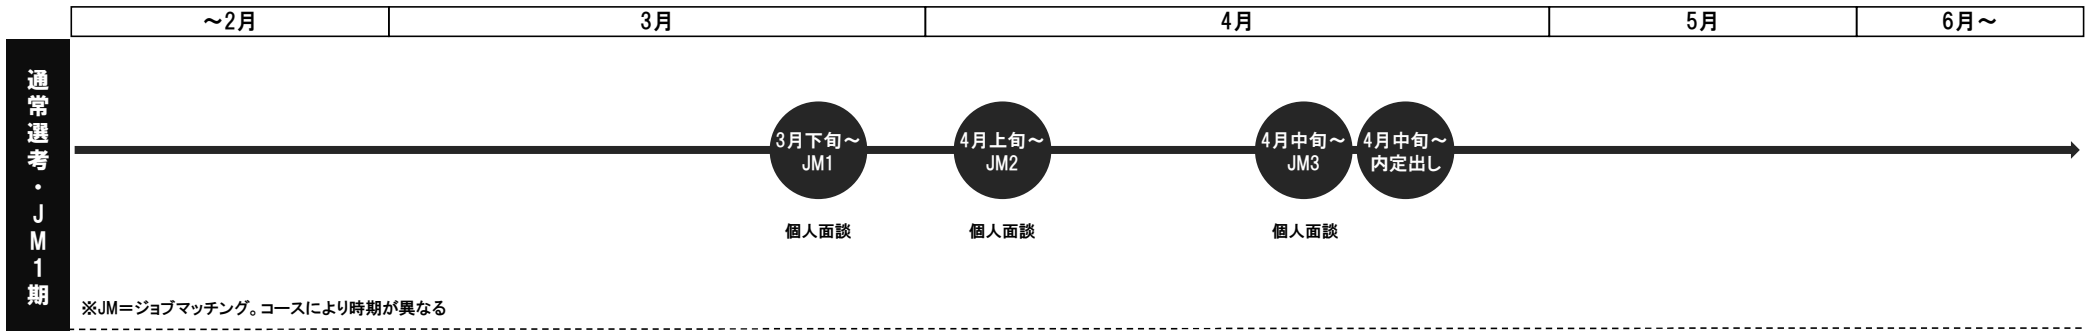 ～2月
3月
4月
5月
6月～
通常選考・JM1期
3月下旬～
JM1
4月上旬～
JM2
4月中旬～
JM3
4月中旬～
内定出し
個人面談
個人面談
個人面談
※JM＝ジョブマッチング。コースにより時期が異なる